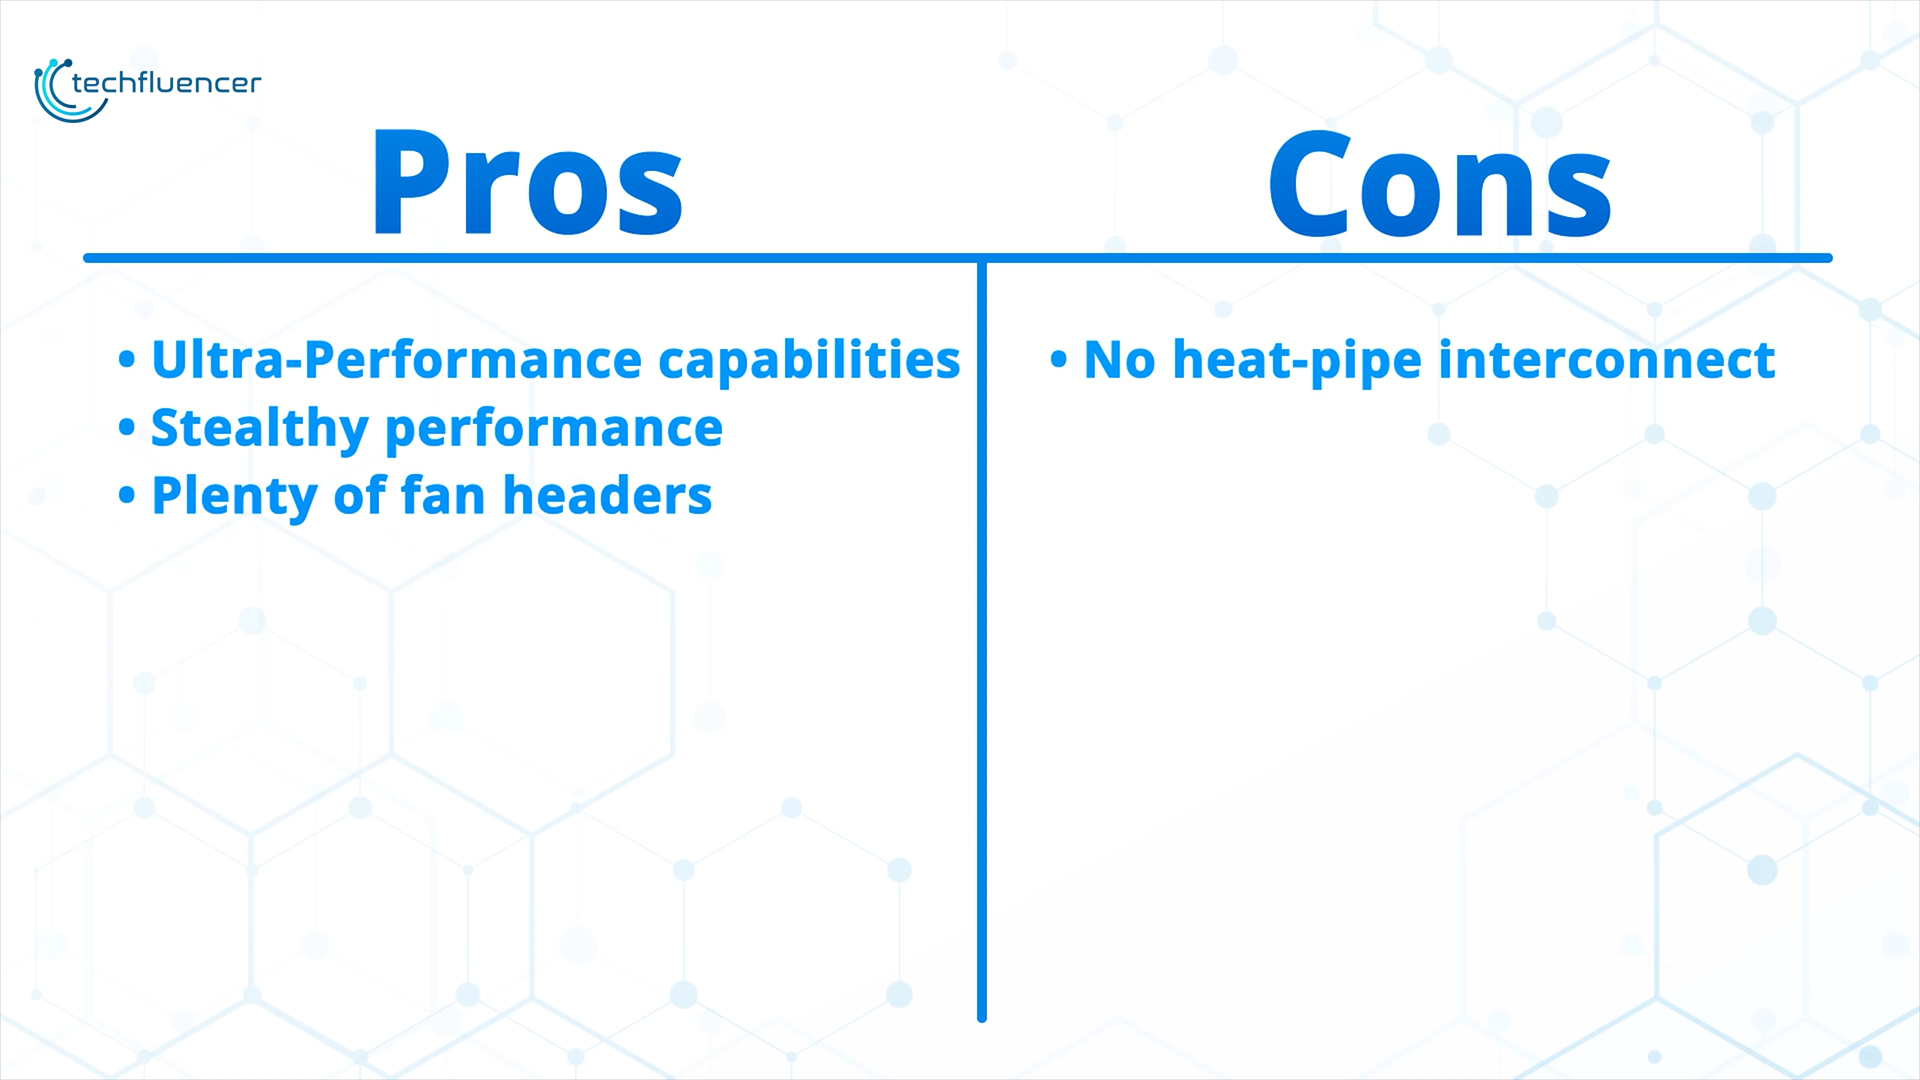 techfluencer
Pros
Cons
• Ultra-Performance capabilities
• Stealthy performance
• Plenty of fan headers
• No heat-pipe interconnect